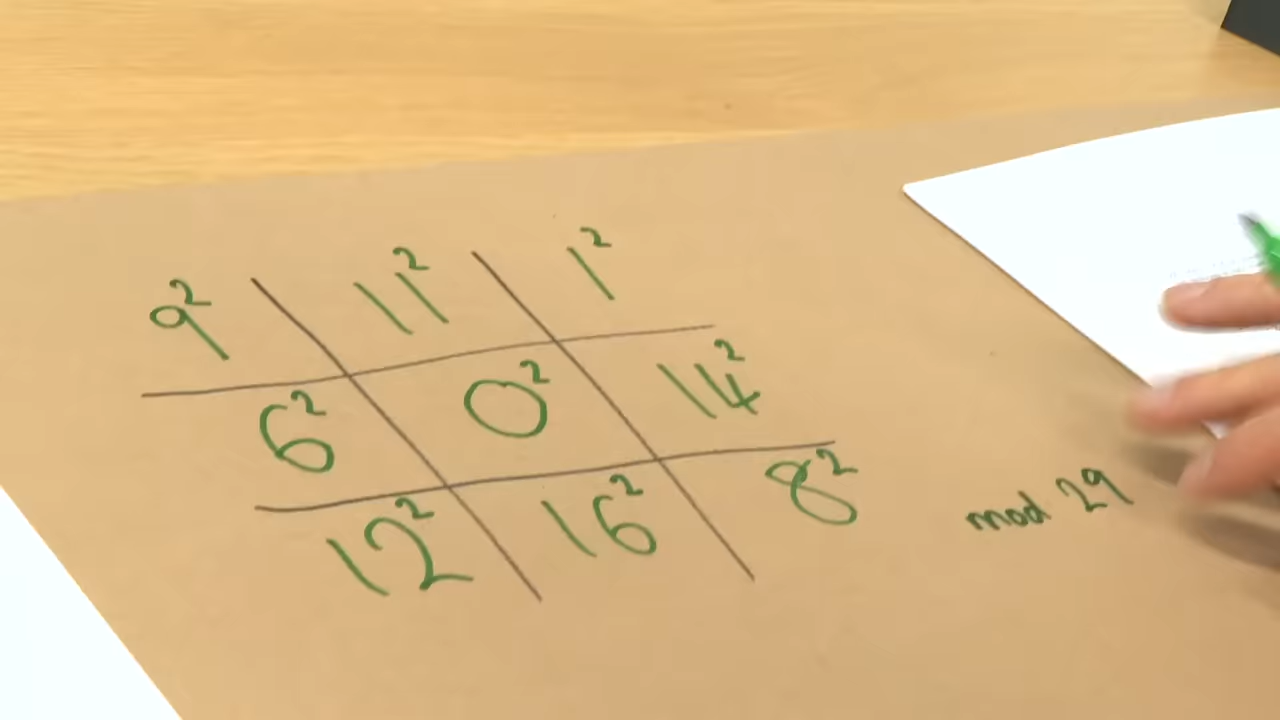 9² 11² 1²
6² 0² 14²
12² 16² 8²
mod 29